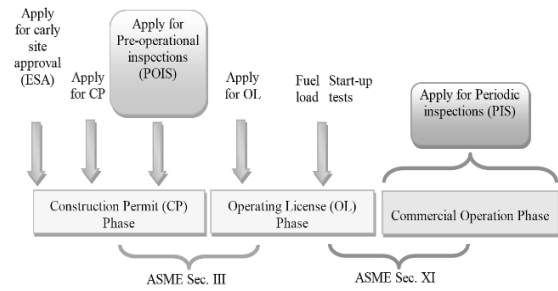 Apply
for early
site
approval
(ESA)
Apply
for CP
Apply for
Pre-operational
inspections
(POIS)
Apply
for OL
Fuel
load
Start-up
tests
Apply for Periodic
inspections (PIS)
Construction Permit (CP)
Phase
Operating License (OL)
Phase
Commercial Operation Phase
ASME Sec. III
ASME Sec. XI